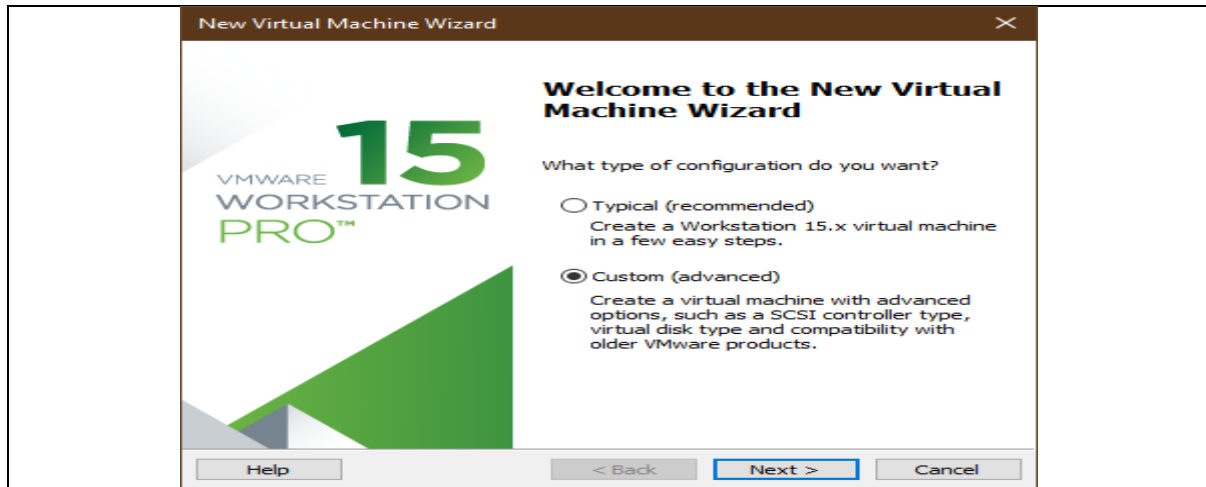 New Virtual Machine Wizard
Welcome to the New Virtual
Machine Wizard
15
VMWARE
WORKSTATION
PRO™
What type of configuration do you want?
Typical (recommended)
Create a Workstation 15.x virtual machine
in a few easy steps.
Custom (advanced)
Create a virtual machine with advanced
options, such as a SCSI controller type,
virtual disk type and compatibility with
older VMware products.
Help
< Back
Next >
Cancel